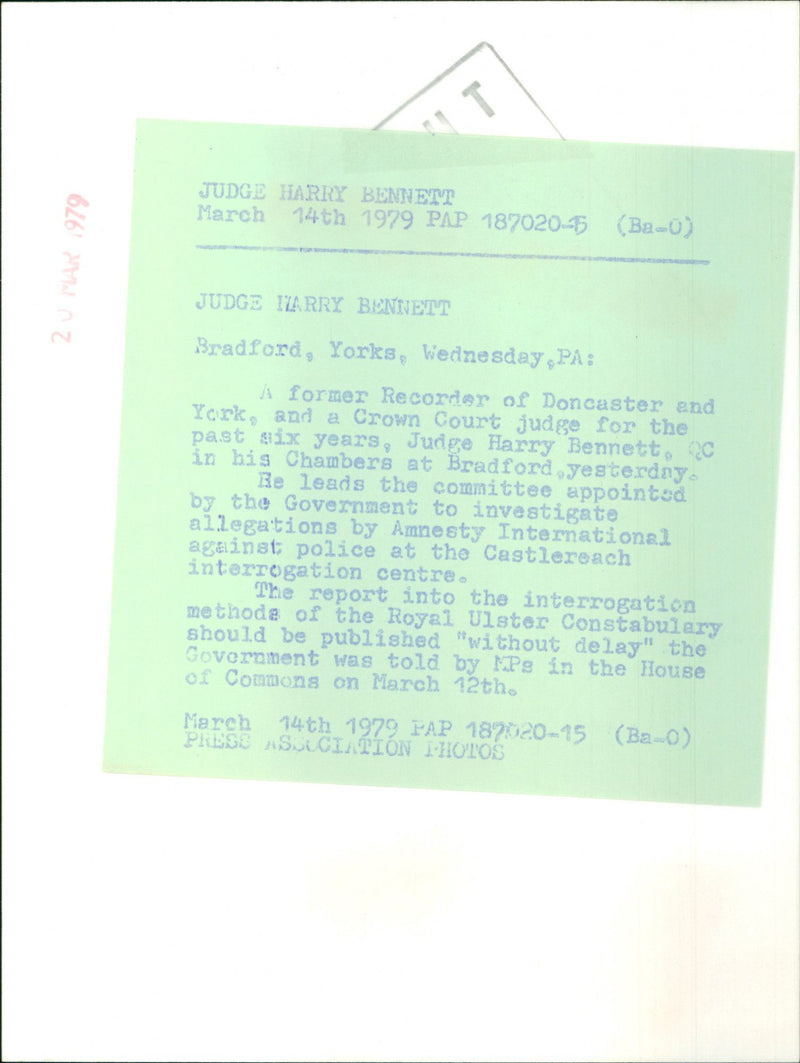 HT
20 MAR 1979
JUDGE HARRY BENNETT
March 14th 1979 PAP 187020-15 (Ba-0)
JUDGE HARRY BENNETT
Bradford, Yorks, Wednesday,PA:
A former Recorder of Doncaster and
York, and a Crown Court judge for the
past six years, Judge Harry Bennett, QC
in his Chambers at Bradford,yesterday.
He leads the committee appointed
by the Government to investigate
allegations by Amnesty International
against police at the Castlereach
interrogation centre.
The report into the interrogation
methods of the Royal Ulster Constabulary
should be published "without delay" the
Government was told by MPs in the House
of Commons on March 12th.
March 14th 1979 PAP 187020-15 (Ba-0)
PRESS ASSOCIATION PHOTOS